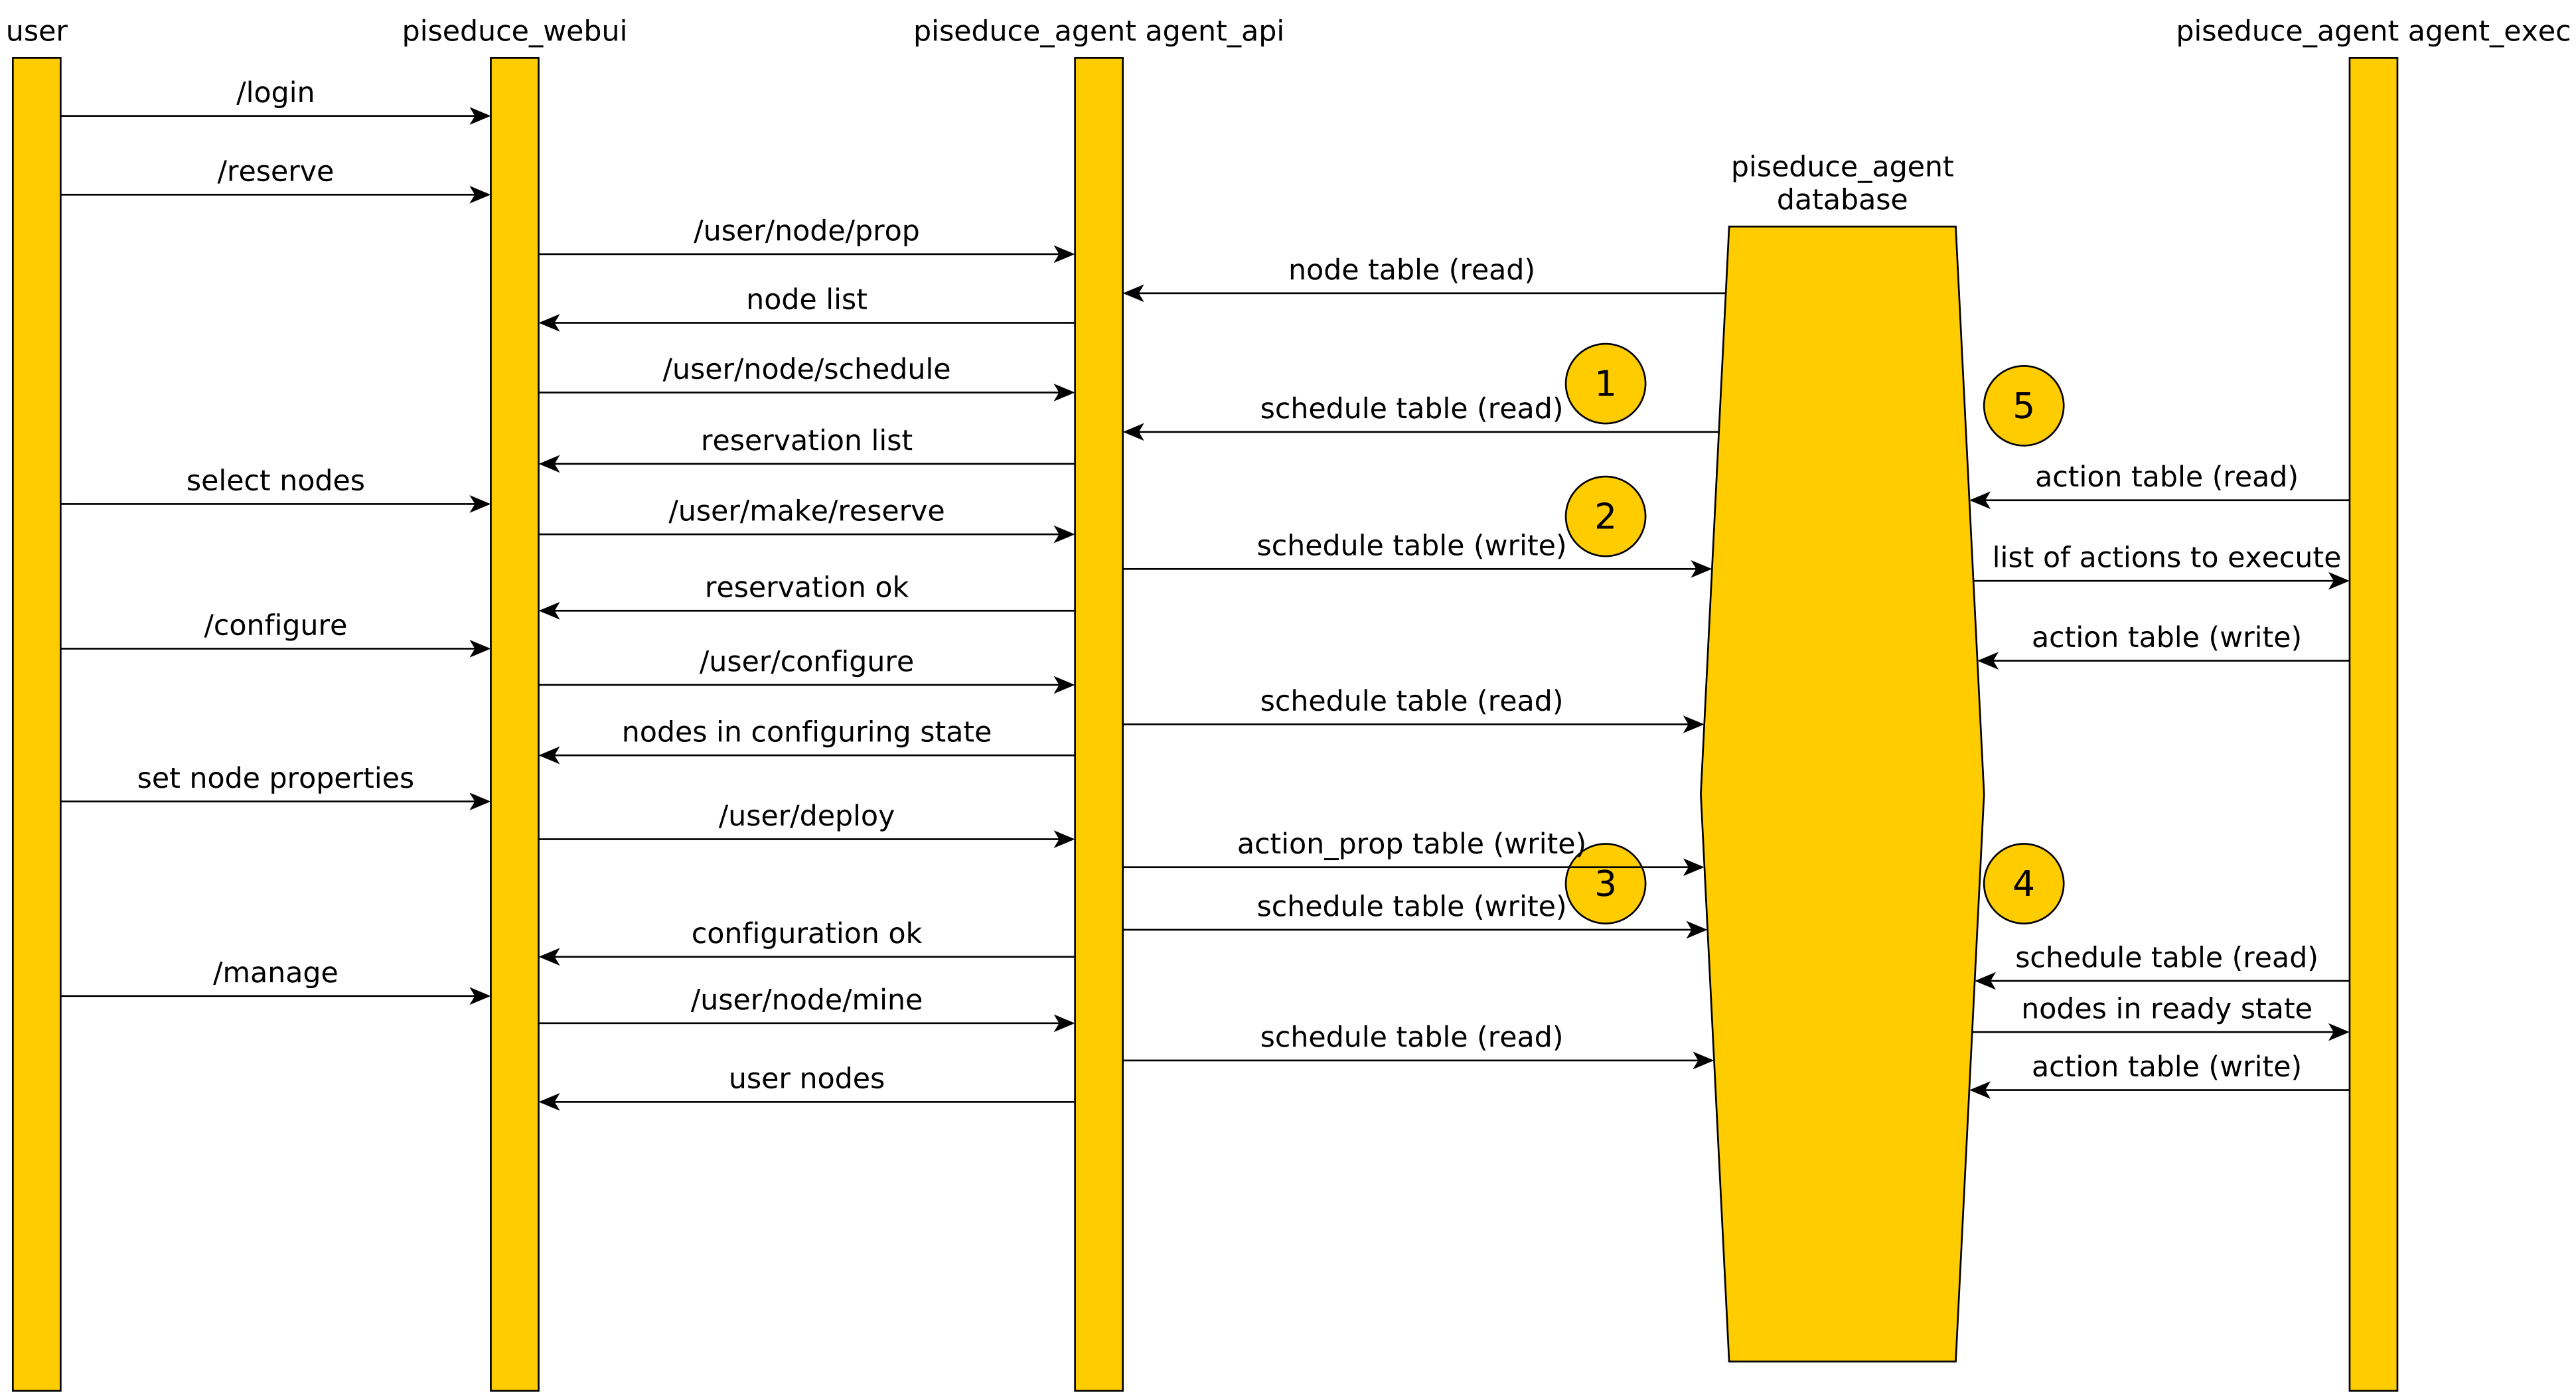 user
piseduce_webui
piseduce_agent agent_api
piseduce_agent agent_exec
/login
piseduce_agent
database
/reserve
/user/node/prop
node table (read)
node list
/user/node/schedule
1
5
schedule table (read)
reservation list
select nodes
action table (read)
/user/make/reserve
2
schedule table (write)
list of actions to execute
reservation ok
/configure
action table (write)
/user/configure
schedule table (read)
nodes in configuring state
set node properties
/user/deploy
action_prop table (write)
3
4
schedule table (write)
configuration ok
schedule table (read)
/manage
/user/node/mine
nodes in ready state
schedule table (read)
action table (write)
user nodes